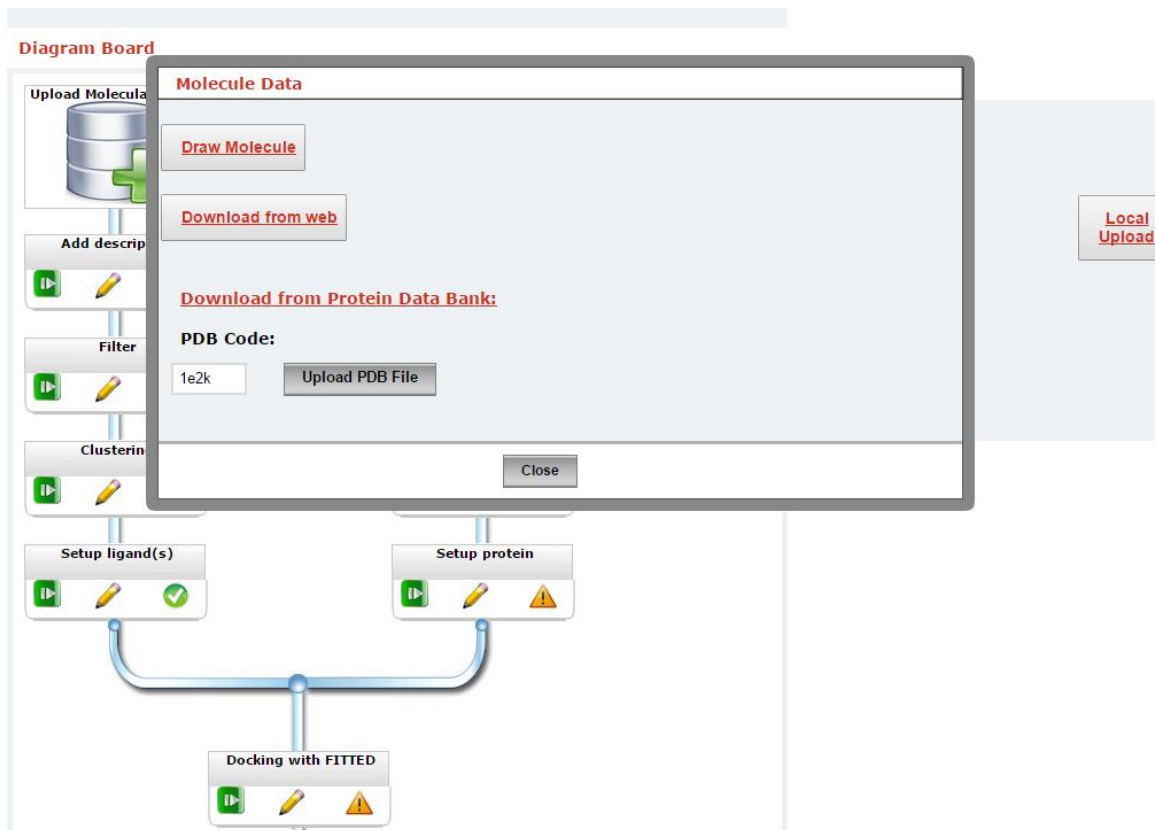 Diagram Board
Molecule Data
Upload Molecula
Draw Molecule
Download from web
Local
Upload
Add descrip
Download from Protein Data Bank:
PDB Code:
Filter
1e2k
Upload PDB File
Clusterin
Close
Setup ligand(s)
Setup protein
Docking with FITTED